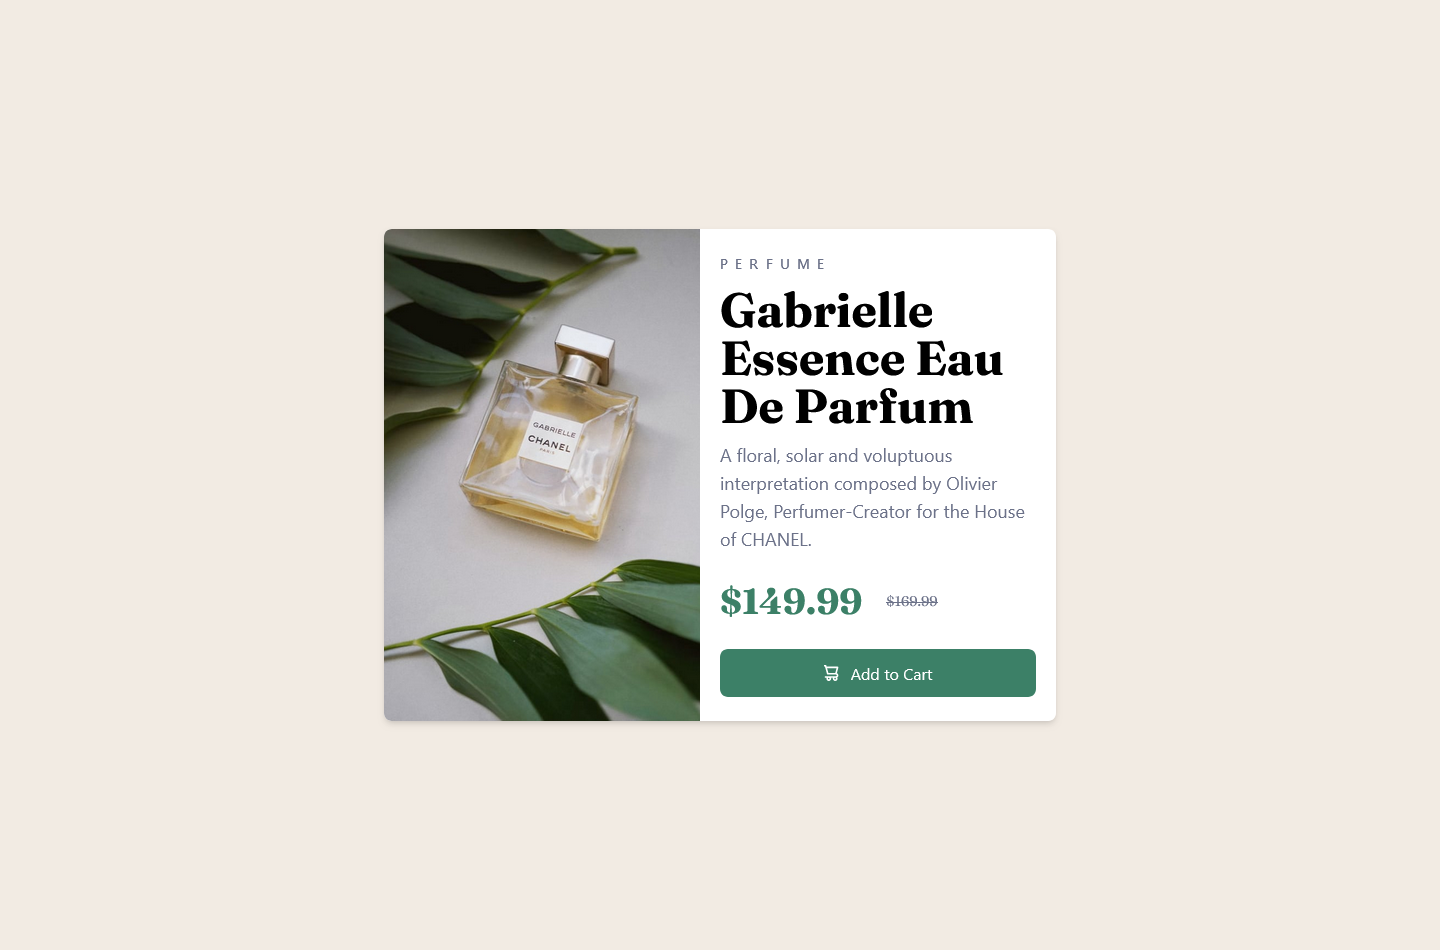 GABRIELLE
CHANEL
PARIS
PERFUME
Gabrielle
Essence Eau
De Parfum
A floral, solar and voluptuous
interpretation composed by Olivier
Polge, Perfumer-Creator for the House
of CHANEL.
$149.99 $169.99
Add to Cart